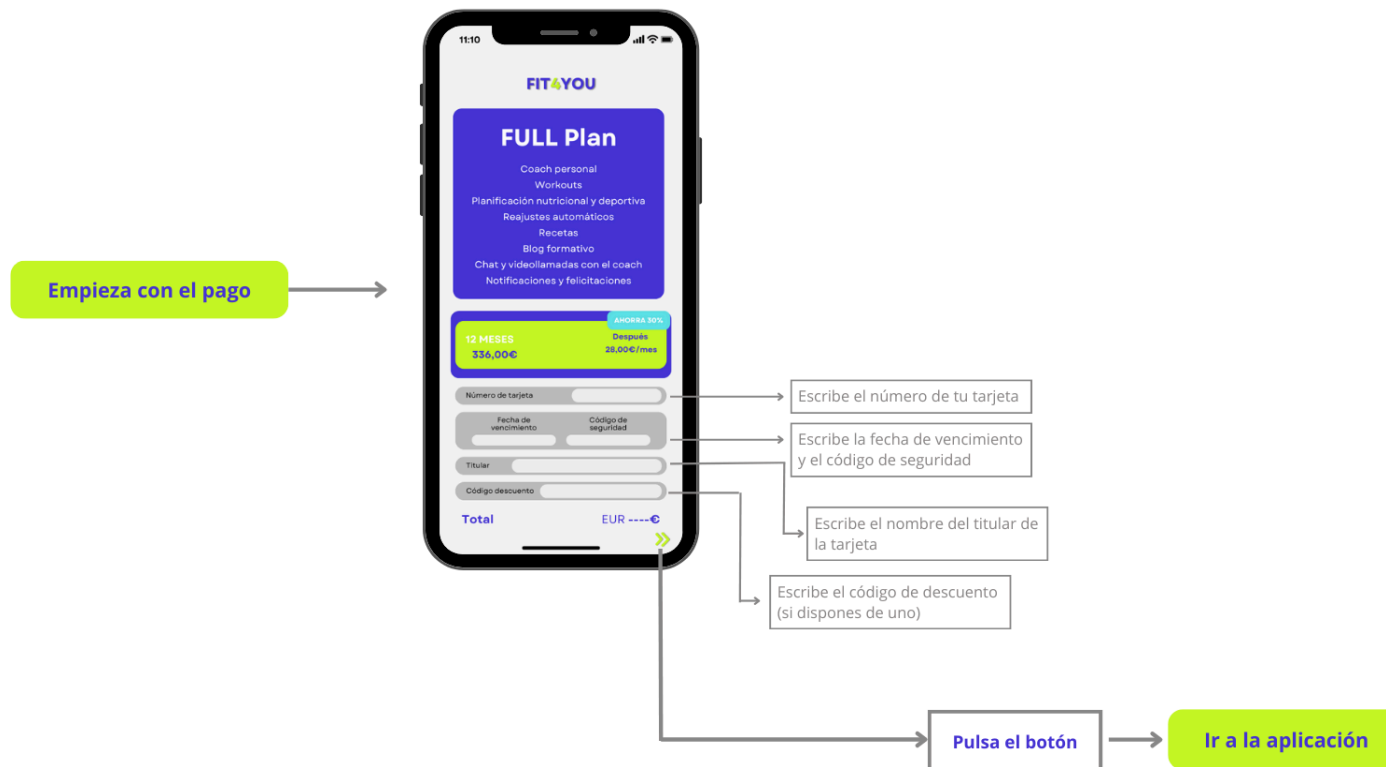 11:10
FIT4YOU
FULL Plan
Coach personal
Workouts
Planificación nutricional y deportiva
Reajustes automáticos
Recetas
Blog formativo
Chat y videollamadas con el coach
Notificaciones y felicitaciones
Empieza con el pago
AHORRA 30%
12 MESES
336,00€
Después
28,00€/mes
Número de tarjeta
Escribe el número de tu tarjeta
Fecha de
vencimiento
Código de
seguridad
Escribe la fecha de vencimiento
y el código de seguridad
Titular
Código descuento
Total
EUR ----€
Escribe el nombre del titular de
la tarjeta
Escribe el código de descuento
(si dispones de uno)
Pulsa el botón
Ir a la aplicación